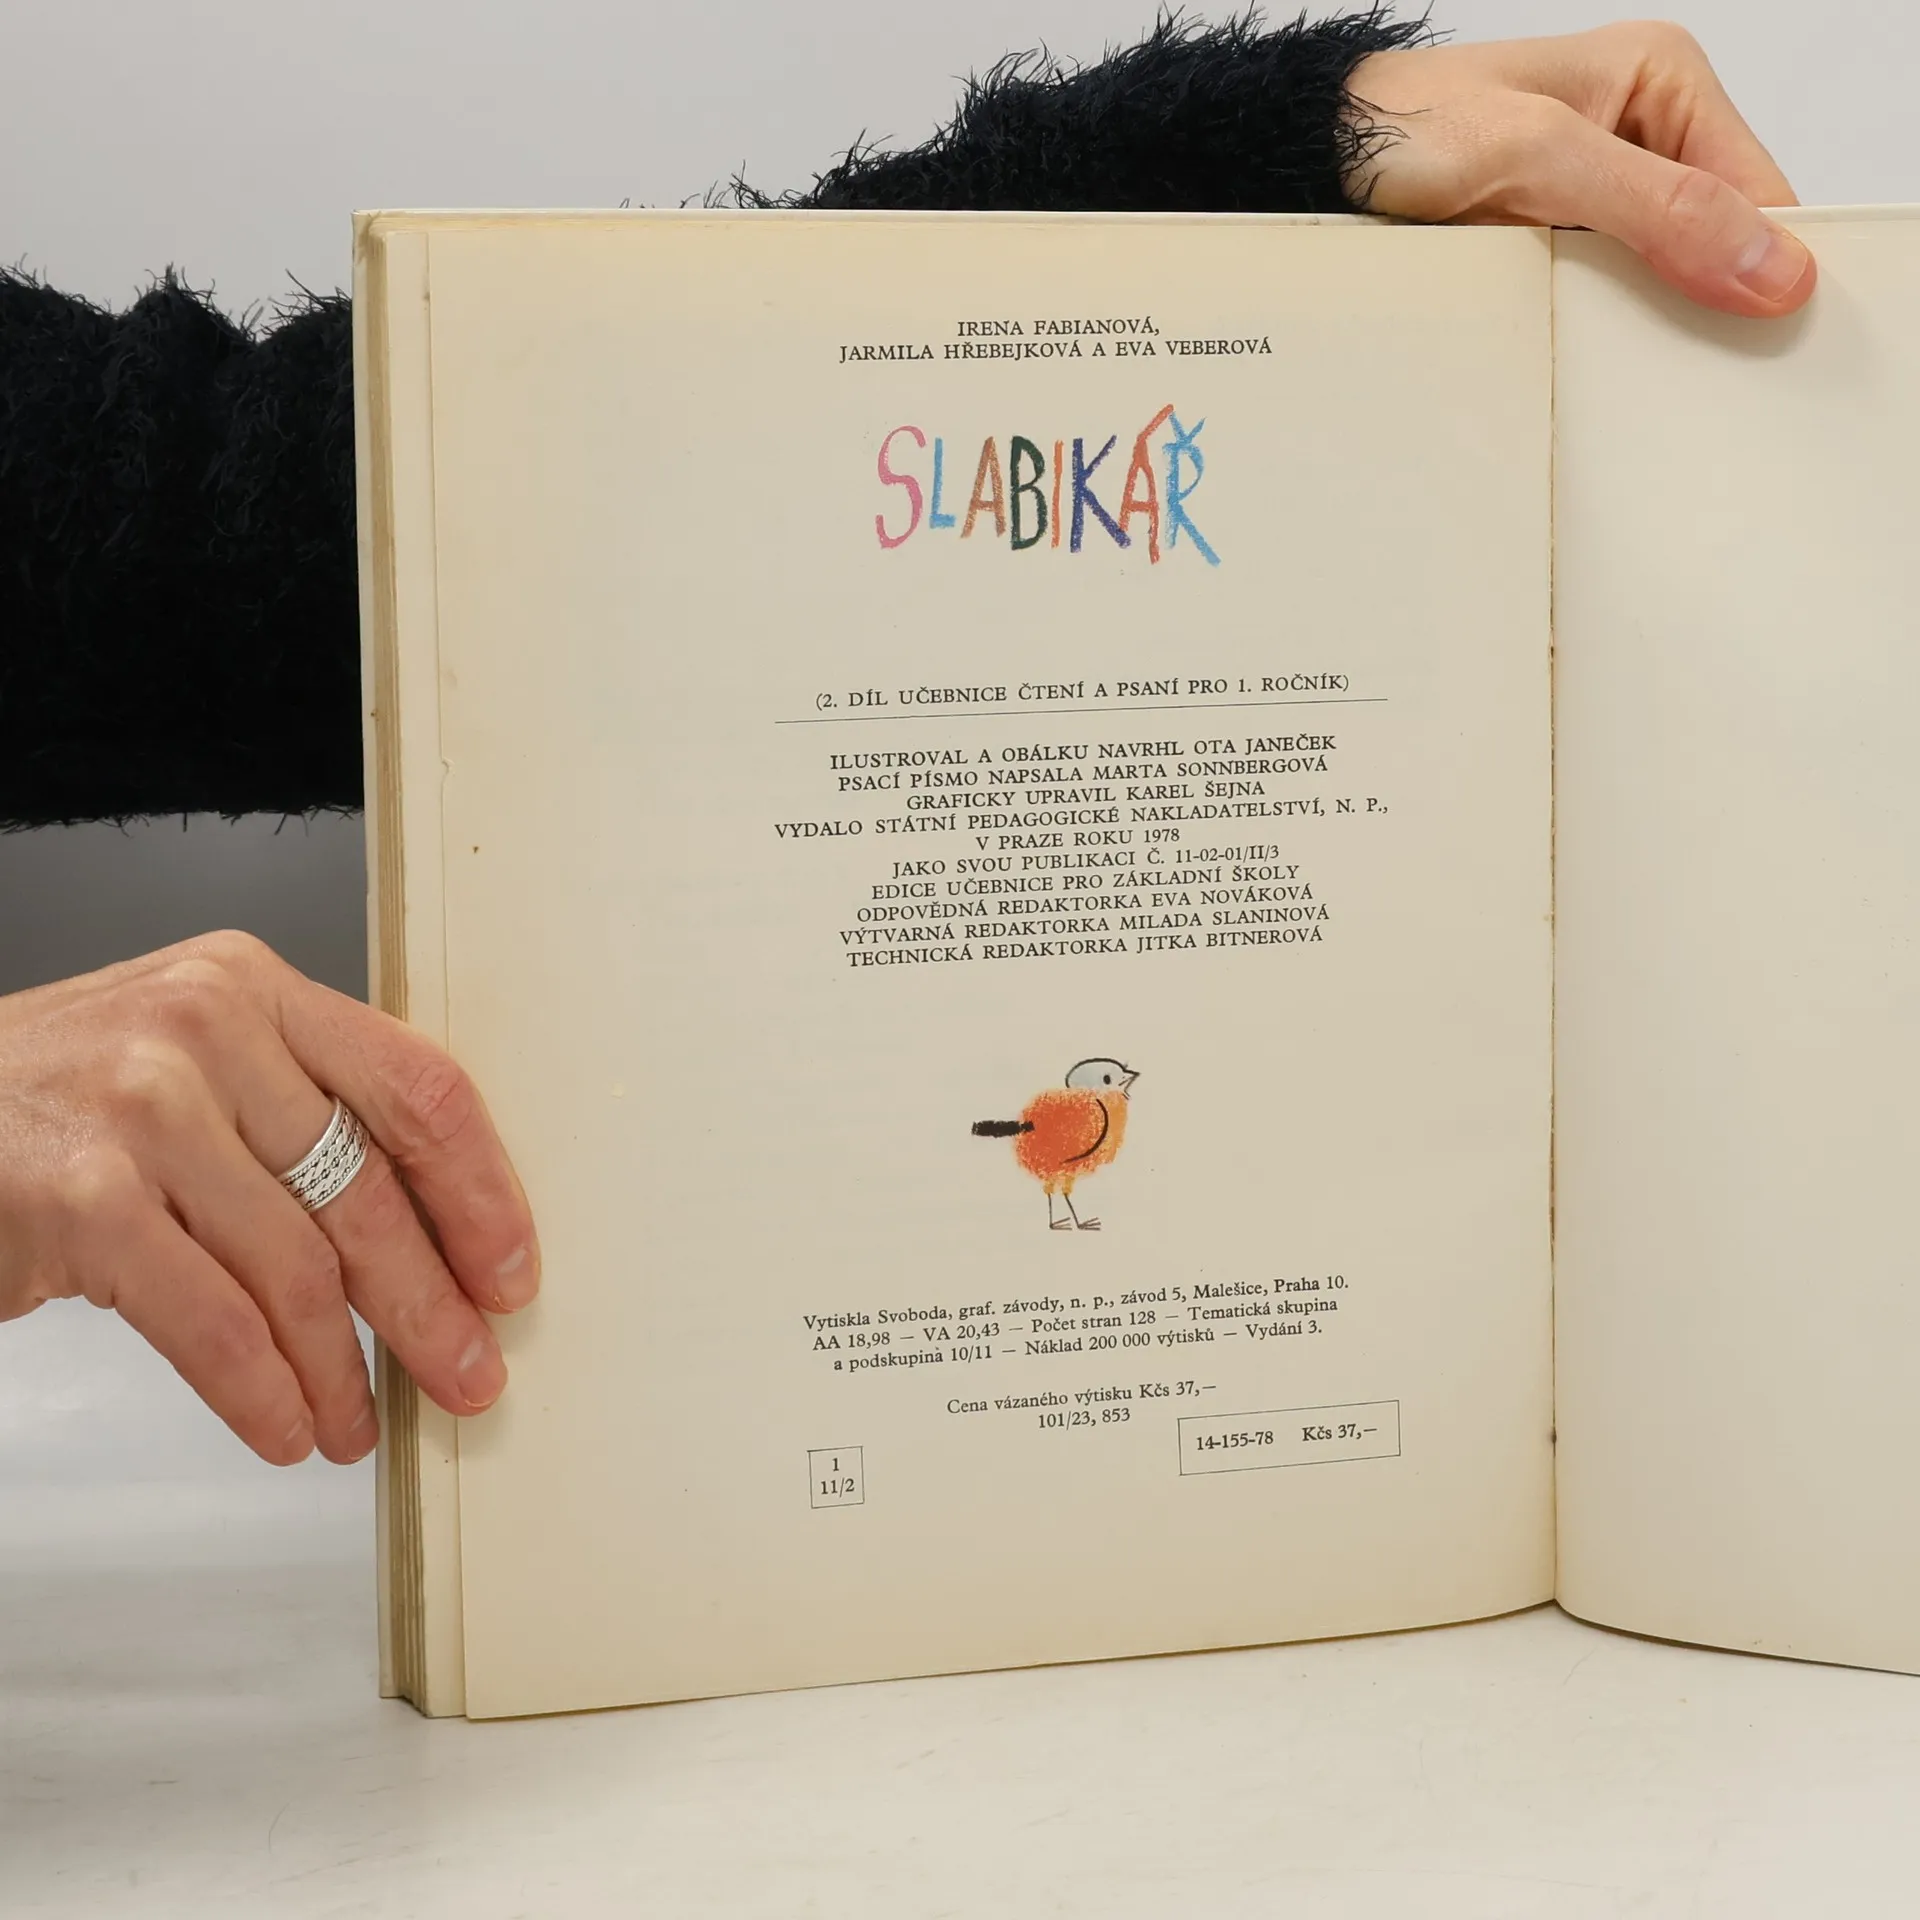 IRENA FABIANOVÁ,
JARMILA HŘEBEJKOVÁ A EVA VEBEROVÁ
SLABIKÁŘ
(2. DÍL UČEBNICE ČTENÍ A PSANÍ PRO 1. ROČNÍK)
ILUSTROVAL A OBÁLKU NAVRHL OTA JANEČEK
PSACÍ PÍSMO NAPSALA MARTA SONNBERGOVÁ
GRAFICKY UPRAVIL KAREL ŠEJNA
VYDALO STÁTNÍ PEDAGOGICKÉ NAKLADATELSTVÍ, N. P.,
V PRAZE ROKU 1978
JAKO SVOU PUBLIKACI Č. 11-02-01/II/3
EDICE UČEBNICE PRO ZÁKLADNÍ ŠKOLY
ODPOVĚDNÁ REDAKTORKA EVA NOVÁKOVÁ
VÝTVARNÁ REDAKTORKA MILADA SLANINOVÁ
TECHNICKÁ REDAKTORKA JITKA BITNEROVÁ
Vytiskla Svoboda, graf. závody, n. p., závod 5, Malešice, Praha 10.
AA 18,98 — VA 20,43 — Počet stran 128 — Tematická skupina
a podskupina 10/11 — Náklad 200 000 výtisků — Vydání 3.
Cena vázaného výtisku Kčs 37,—
101/23, 853
14-155-78 Kčs 37,—
1
11/2